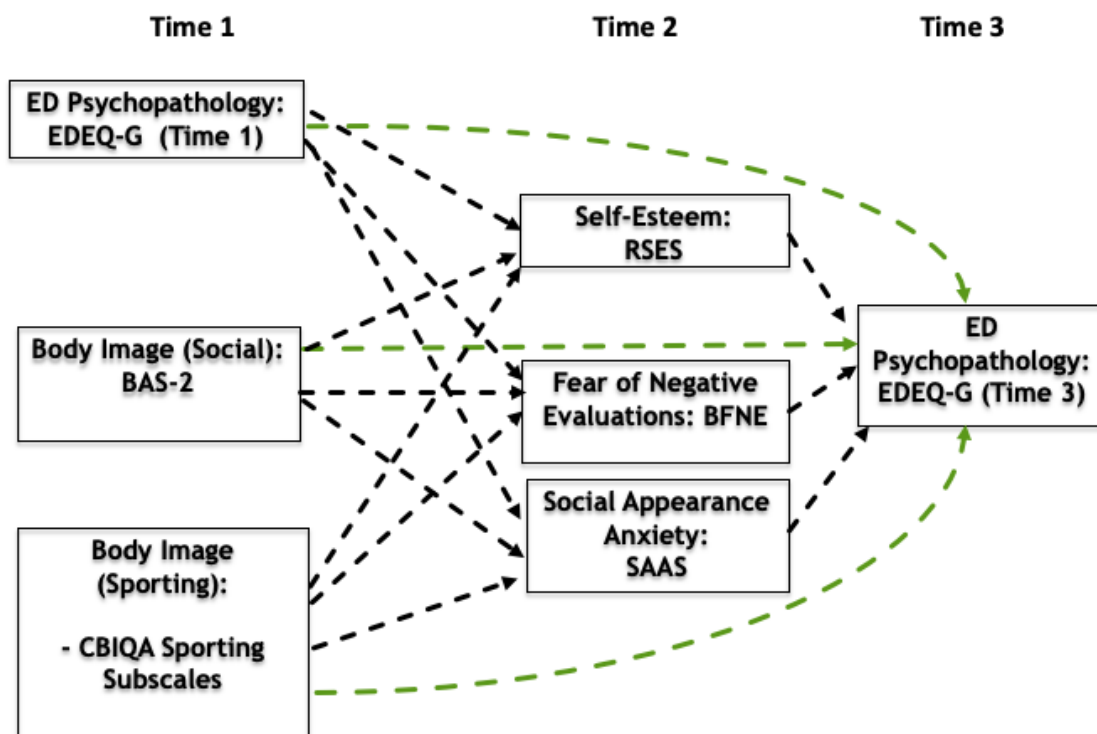 Time 1
Time 2
Time 3
ED Psychopathology:
EDEQ-G (Time 1)
Body Image (Social):
BAS-2
Body Image
(Sporting):
- CBIQA Sporting
Subscales
Self-Esteem:
RSES
Fear of Negative
Evaluations: BFNE
Social Appearance
Anxiety:
SAAS
ED
Psychopathology:
EDEQ-G (Time 3)